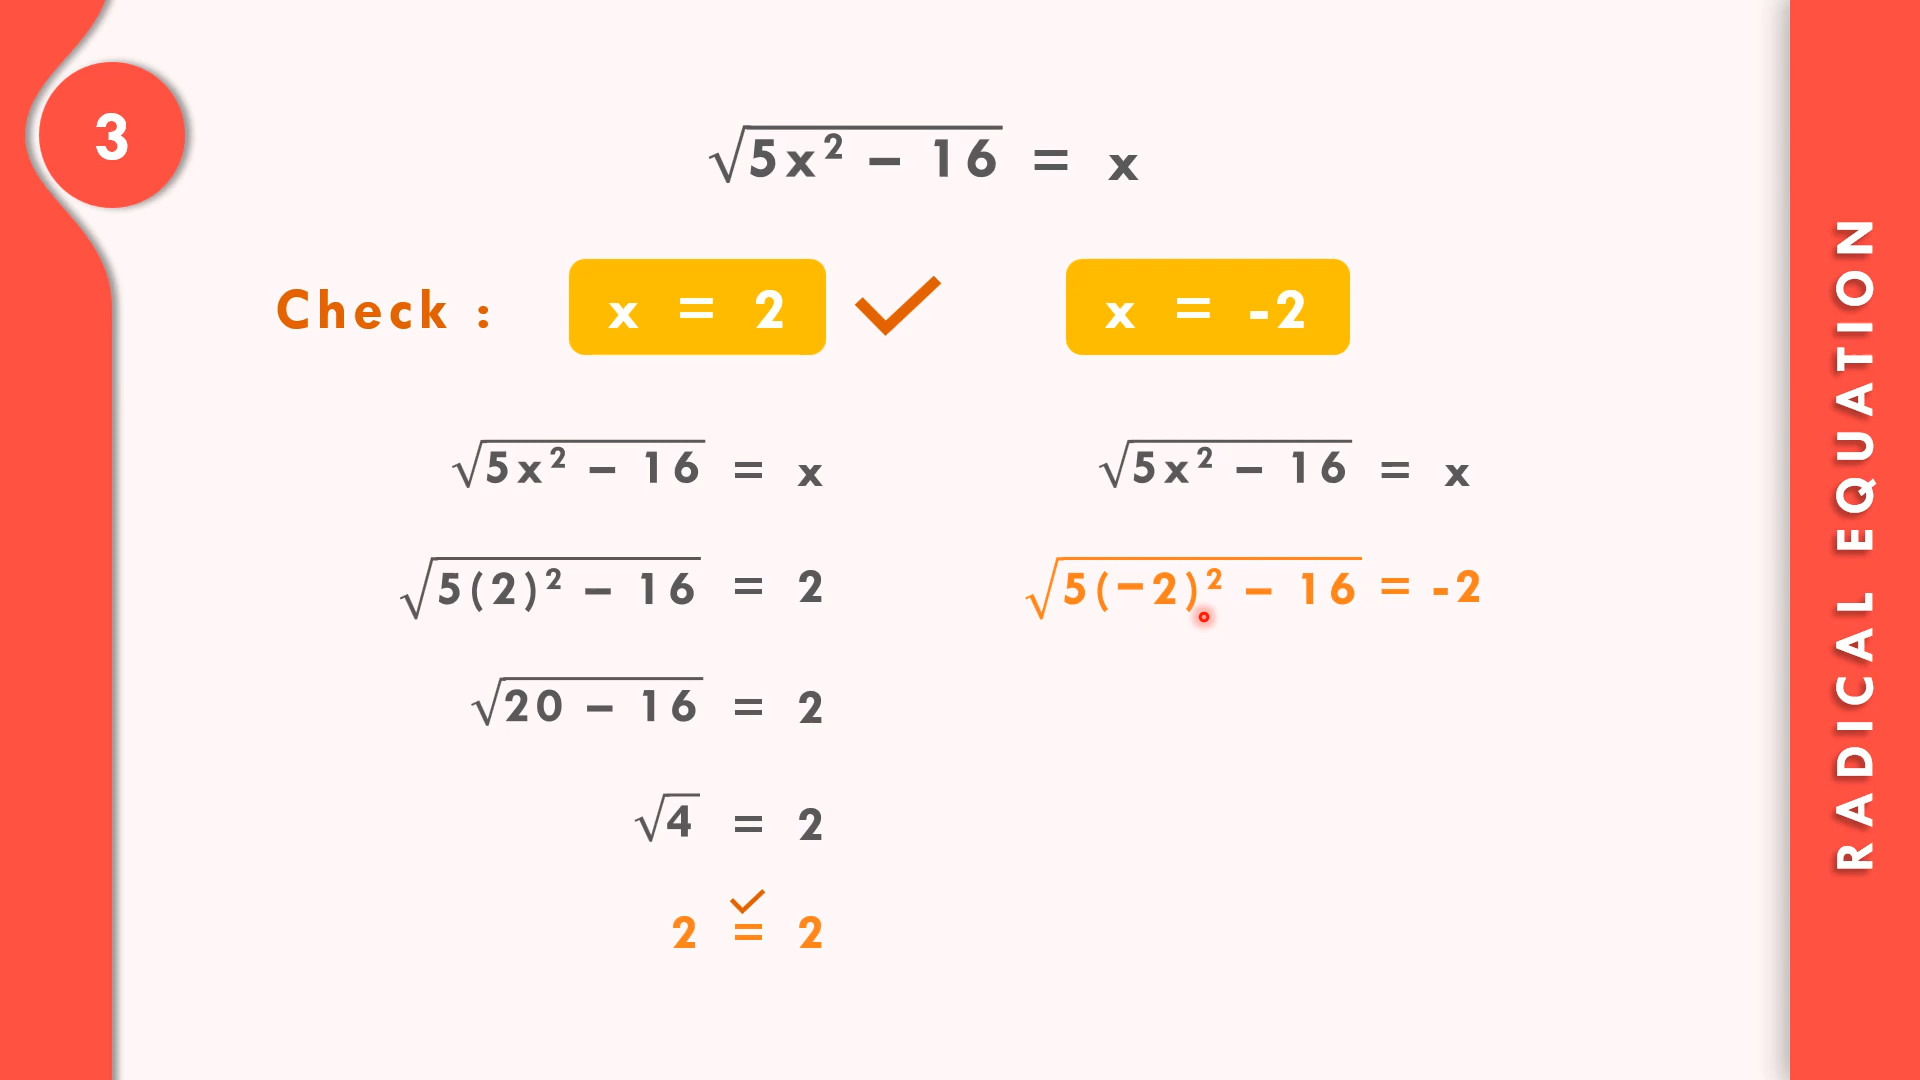 3
√5x² – 16 = x
Check : x = 2 ✓ x = -2
√5x² – 16 = x
√5(2)² – 16 = 2
√20 – 16 = 2
√4 = 2
✓
2 = 2
√5x² – 16 = x
√5(−2)² – 16 = -2
RADICAL EQUATION